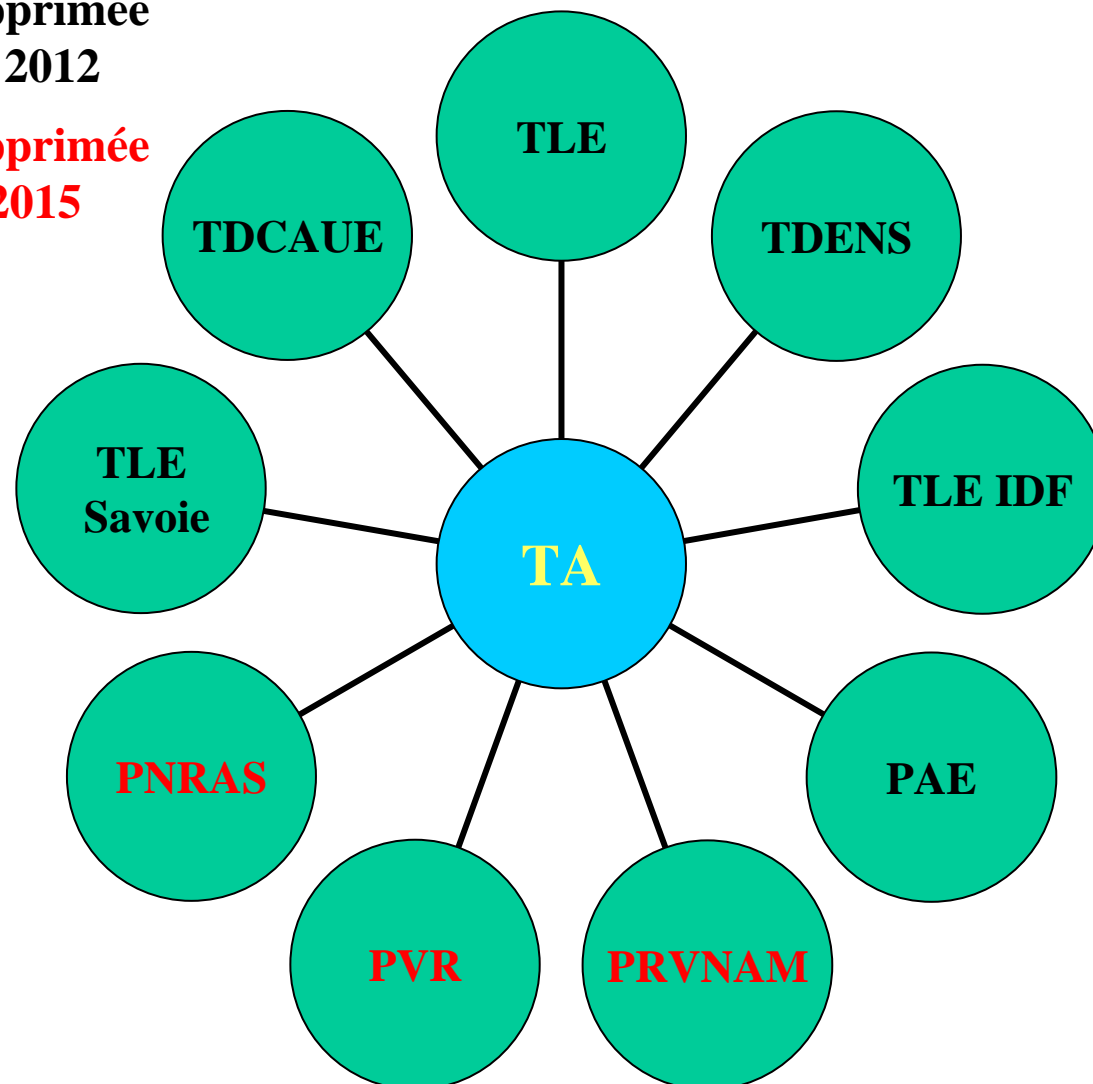 2012
2015
TLE
TDCAUE
TDENS
TLE
Savoie
TLE IDF
TA
PNRAS
PAE
PVR
PRVNAM